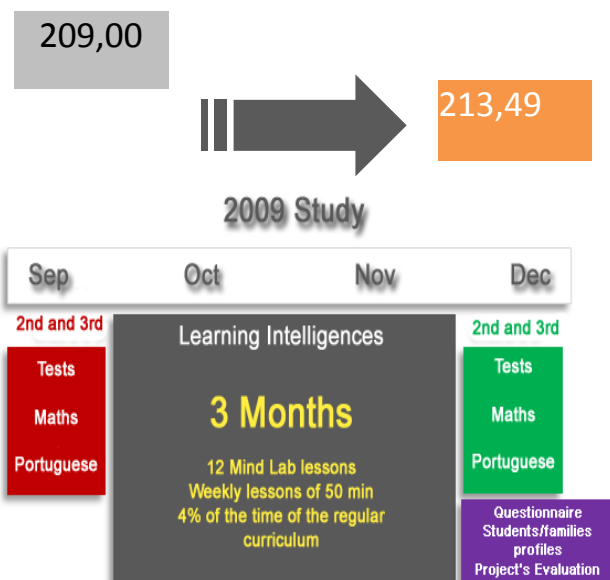 209,00
213,49
2009 Study
Sep Oct Nov Dec
2nd and 3rd
Tests
Maths
Portuguese
Learning Intelligences
3 Months
12 Mind Lab lessons
Weekly lessons of 50 min
4% of the time of the regular
curriculum
2nd and 3rd
Tests
Maths
Portuguese
Questionnaire
Students/families
profiles
Project's Evaluation